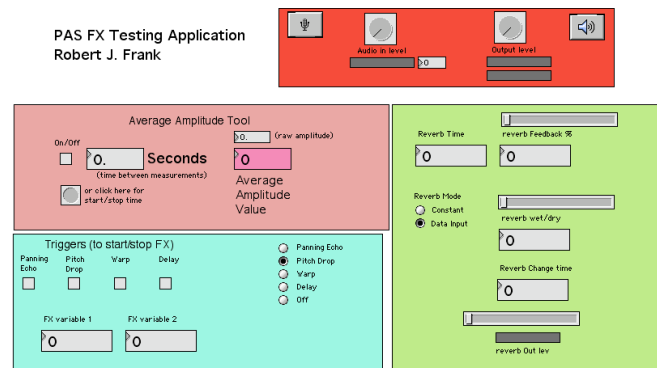 PAS FX Testing Application
Robert J. Frank
Audio in level
0
Output level
Average Amplitude Tool
On/Off
0.
Seconds
(time between measurements)
or click here for
start/stop time
0.
(raw amplitude)
0
Average
Amplitude
Value
Triggers (to start/stop FX)
Panning
Echo
Pitch
Drop
Warp
Delay
Panning Echo
Pitch Drop
Warp
Delay
Off
FX variable 1
FX variable 2
0
0
Reverb Time
reverb Feedback %
0
0
Reverb Mode
Constant
Data Input
reverb wet/dry
0
Reverb Change time
0
reverb Out lev